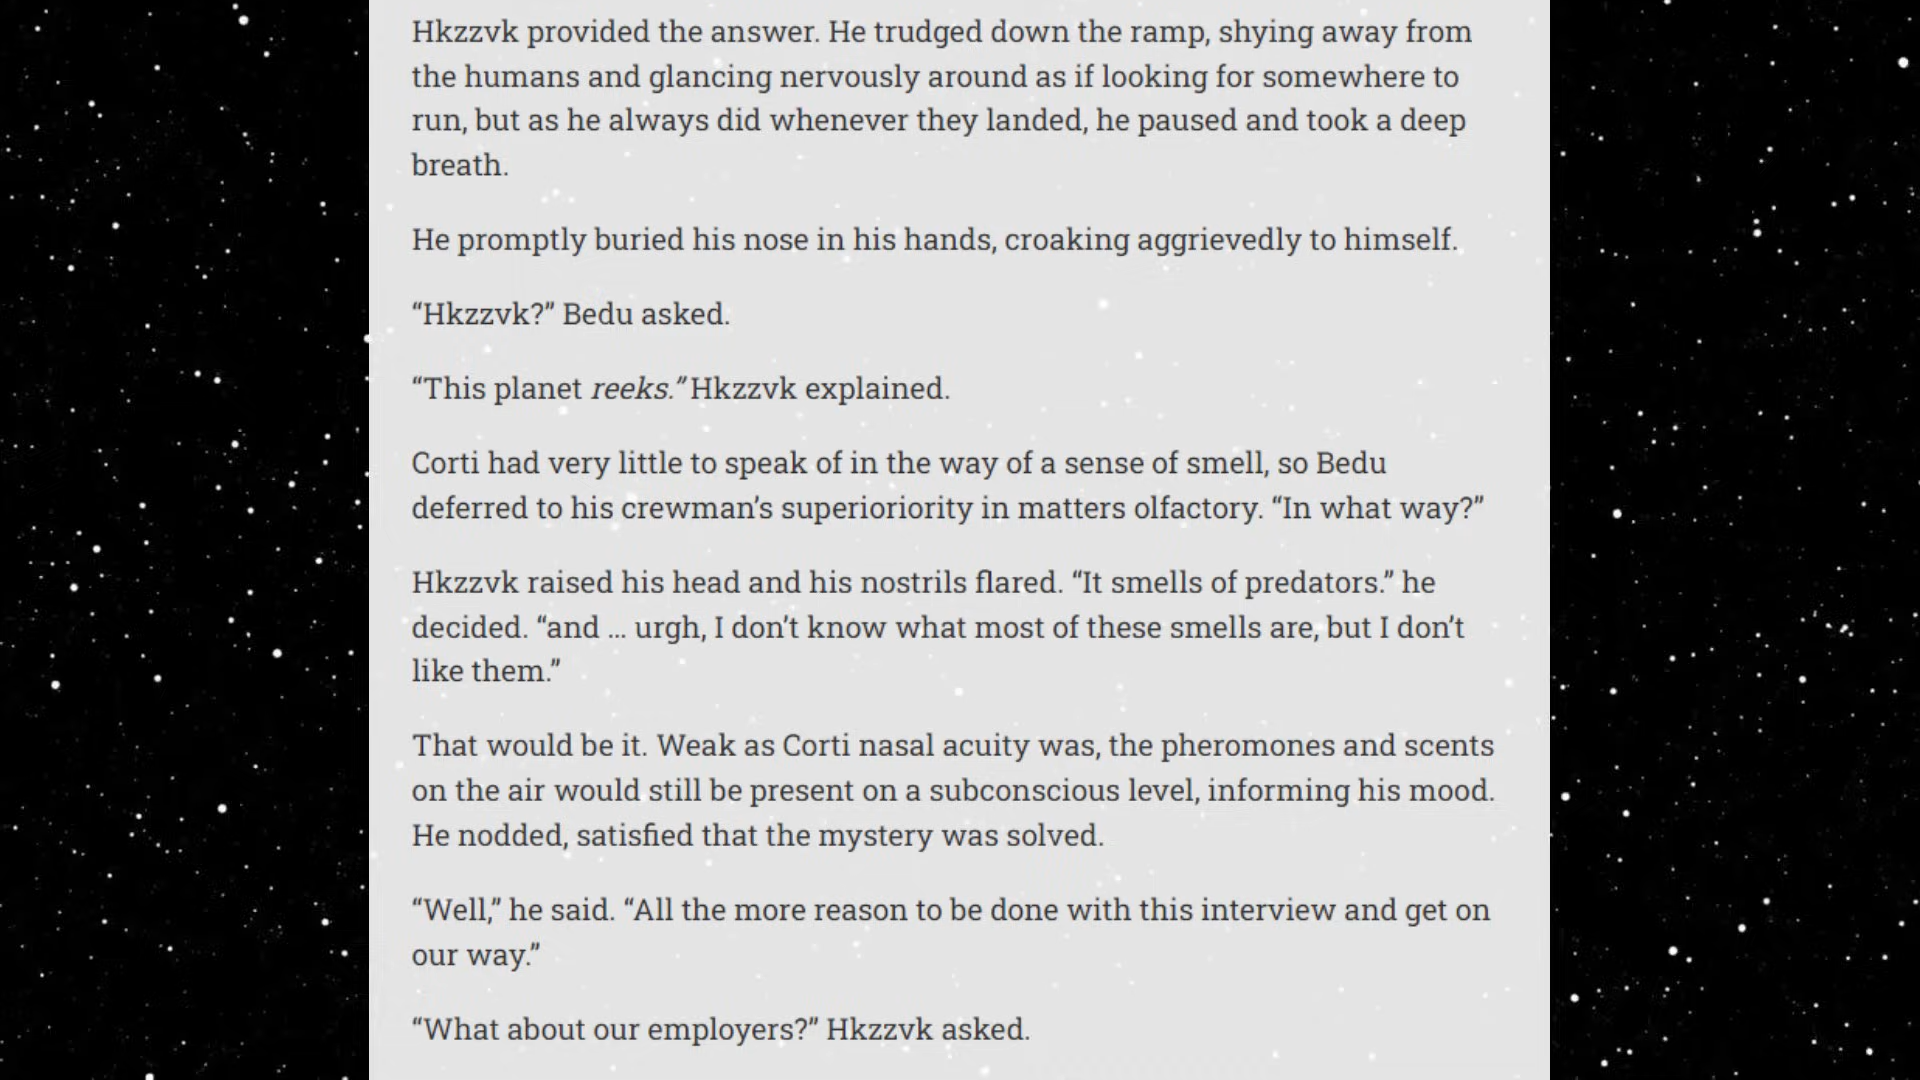 Hkzzvk provided the answer. He trudged down the ramp, shying away from
the humans and glancing nervously around as if looking for somewhere to
run, but as he always did whenever they landed, he paused and took a deep
breath.
He promptly buried his nose in his hands, croaking aggrievedly to himself.
“Hkzzvk?” Bedu asked.
“This planet reeks.” Hkzzvk explained.
Corti had very little to speak of in the way of a sense of smell, so Bedu
deferred to his crewman’s superioriority in matters olfactory. “In what way?”
Hkzzvk raised his head and his nostrils flared. “It smells of predators.” he
decided. “and ... urgh, I don’t know what most of these smells are, but I don’t
like them.”
That would be it. Weak as Corti nasal acuity was, the pheromones and scents
on the air would still be present on a subconscious level, informing his mood.
He nodded, satisfied that the mystery was solved.
“Well,” he said. “All the more reason to be done with this interview and get on
our way.”
“What about our employers?” Hkzzvk asked.